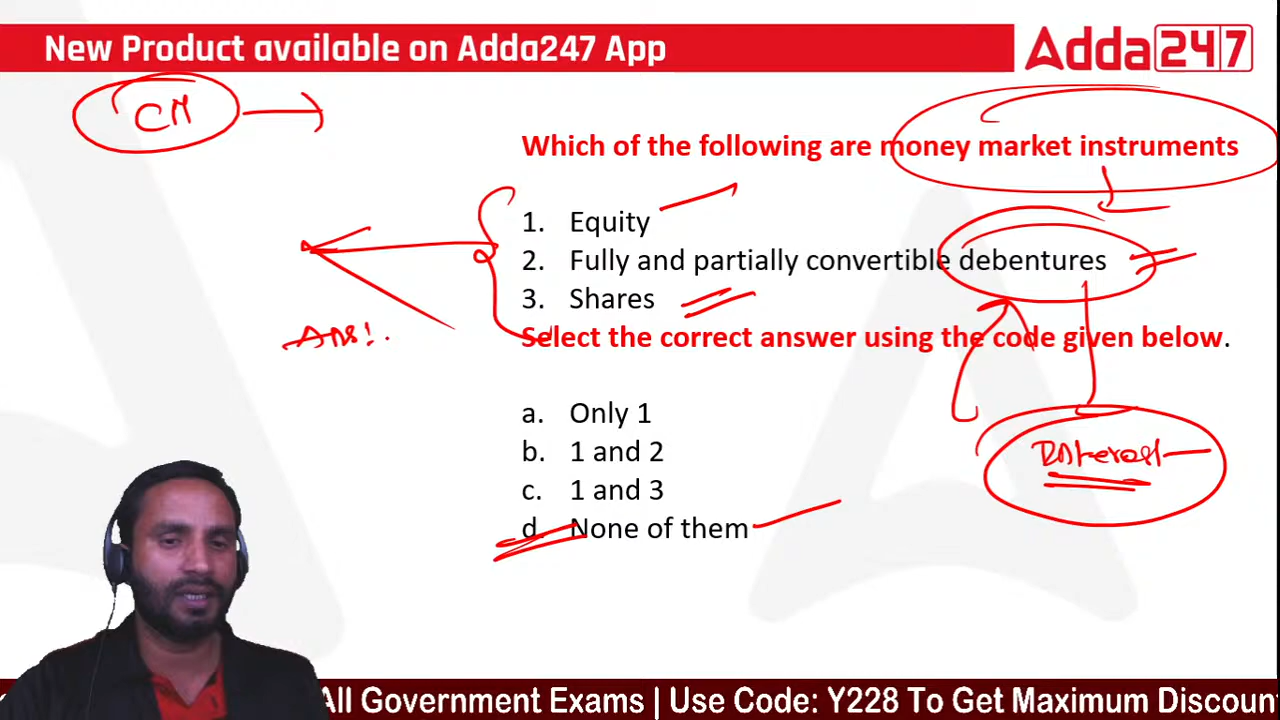 New Product available on Adda247 App
Adda247
CM
Which of the following are money market instruments
1. Equity
2. Fully and partially convertible debentures
3. Shares
Ans!.
Select the correct answer using the code given below.
a. Only 1
b. 1 and 2
Interest
c. 1 and 3
d. None of them
All Government Exams | Use Code: Y228 To Get Maximum Discoun